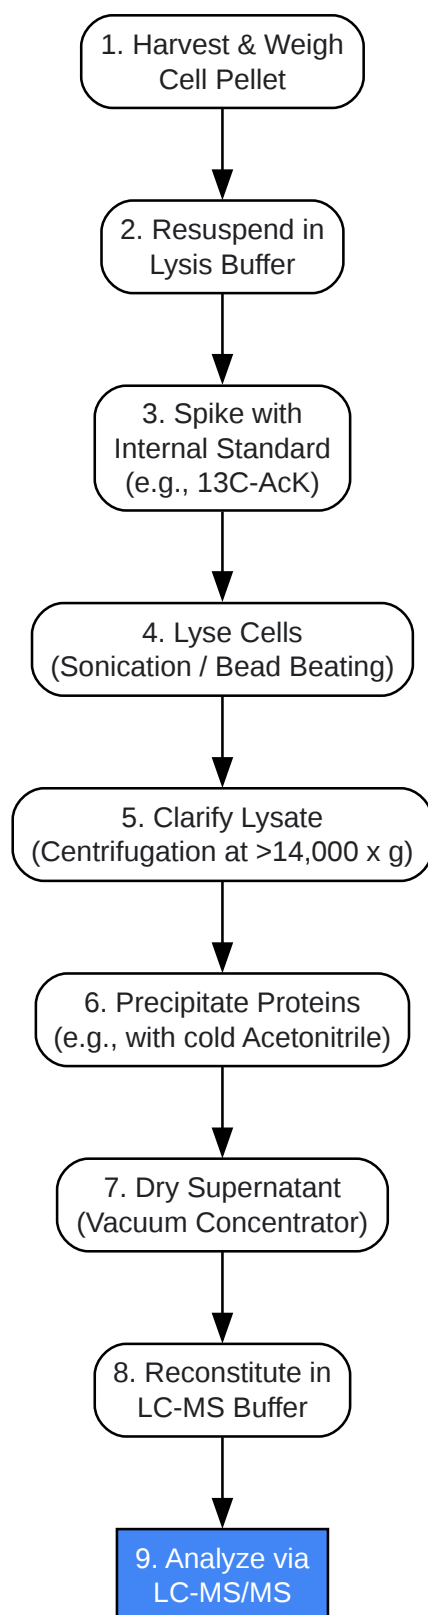 1. Harvest & Weigh
Cell Pellet
2. Resuspend in
Lysis Buffer
3. Spike with
Internal Standard
(e.g., 13C-AcK)
4. Lyse Cells
(Sonication / Bead Beating)
5. Clarify Lysate
(Centrifugation at >14,000 x g)
6. Precipitate Proteins
(e.g., with cold Acetonitrile)
7. Dry Supernatant
(Vacuum Concentrator)
8. Reconstitute in
LC-MS Buffer
9. Analyze via
LC-MS/MS